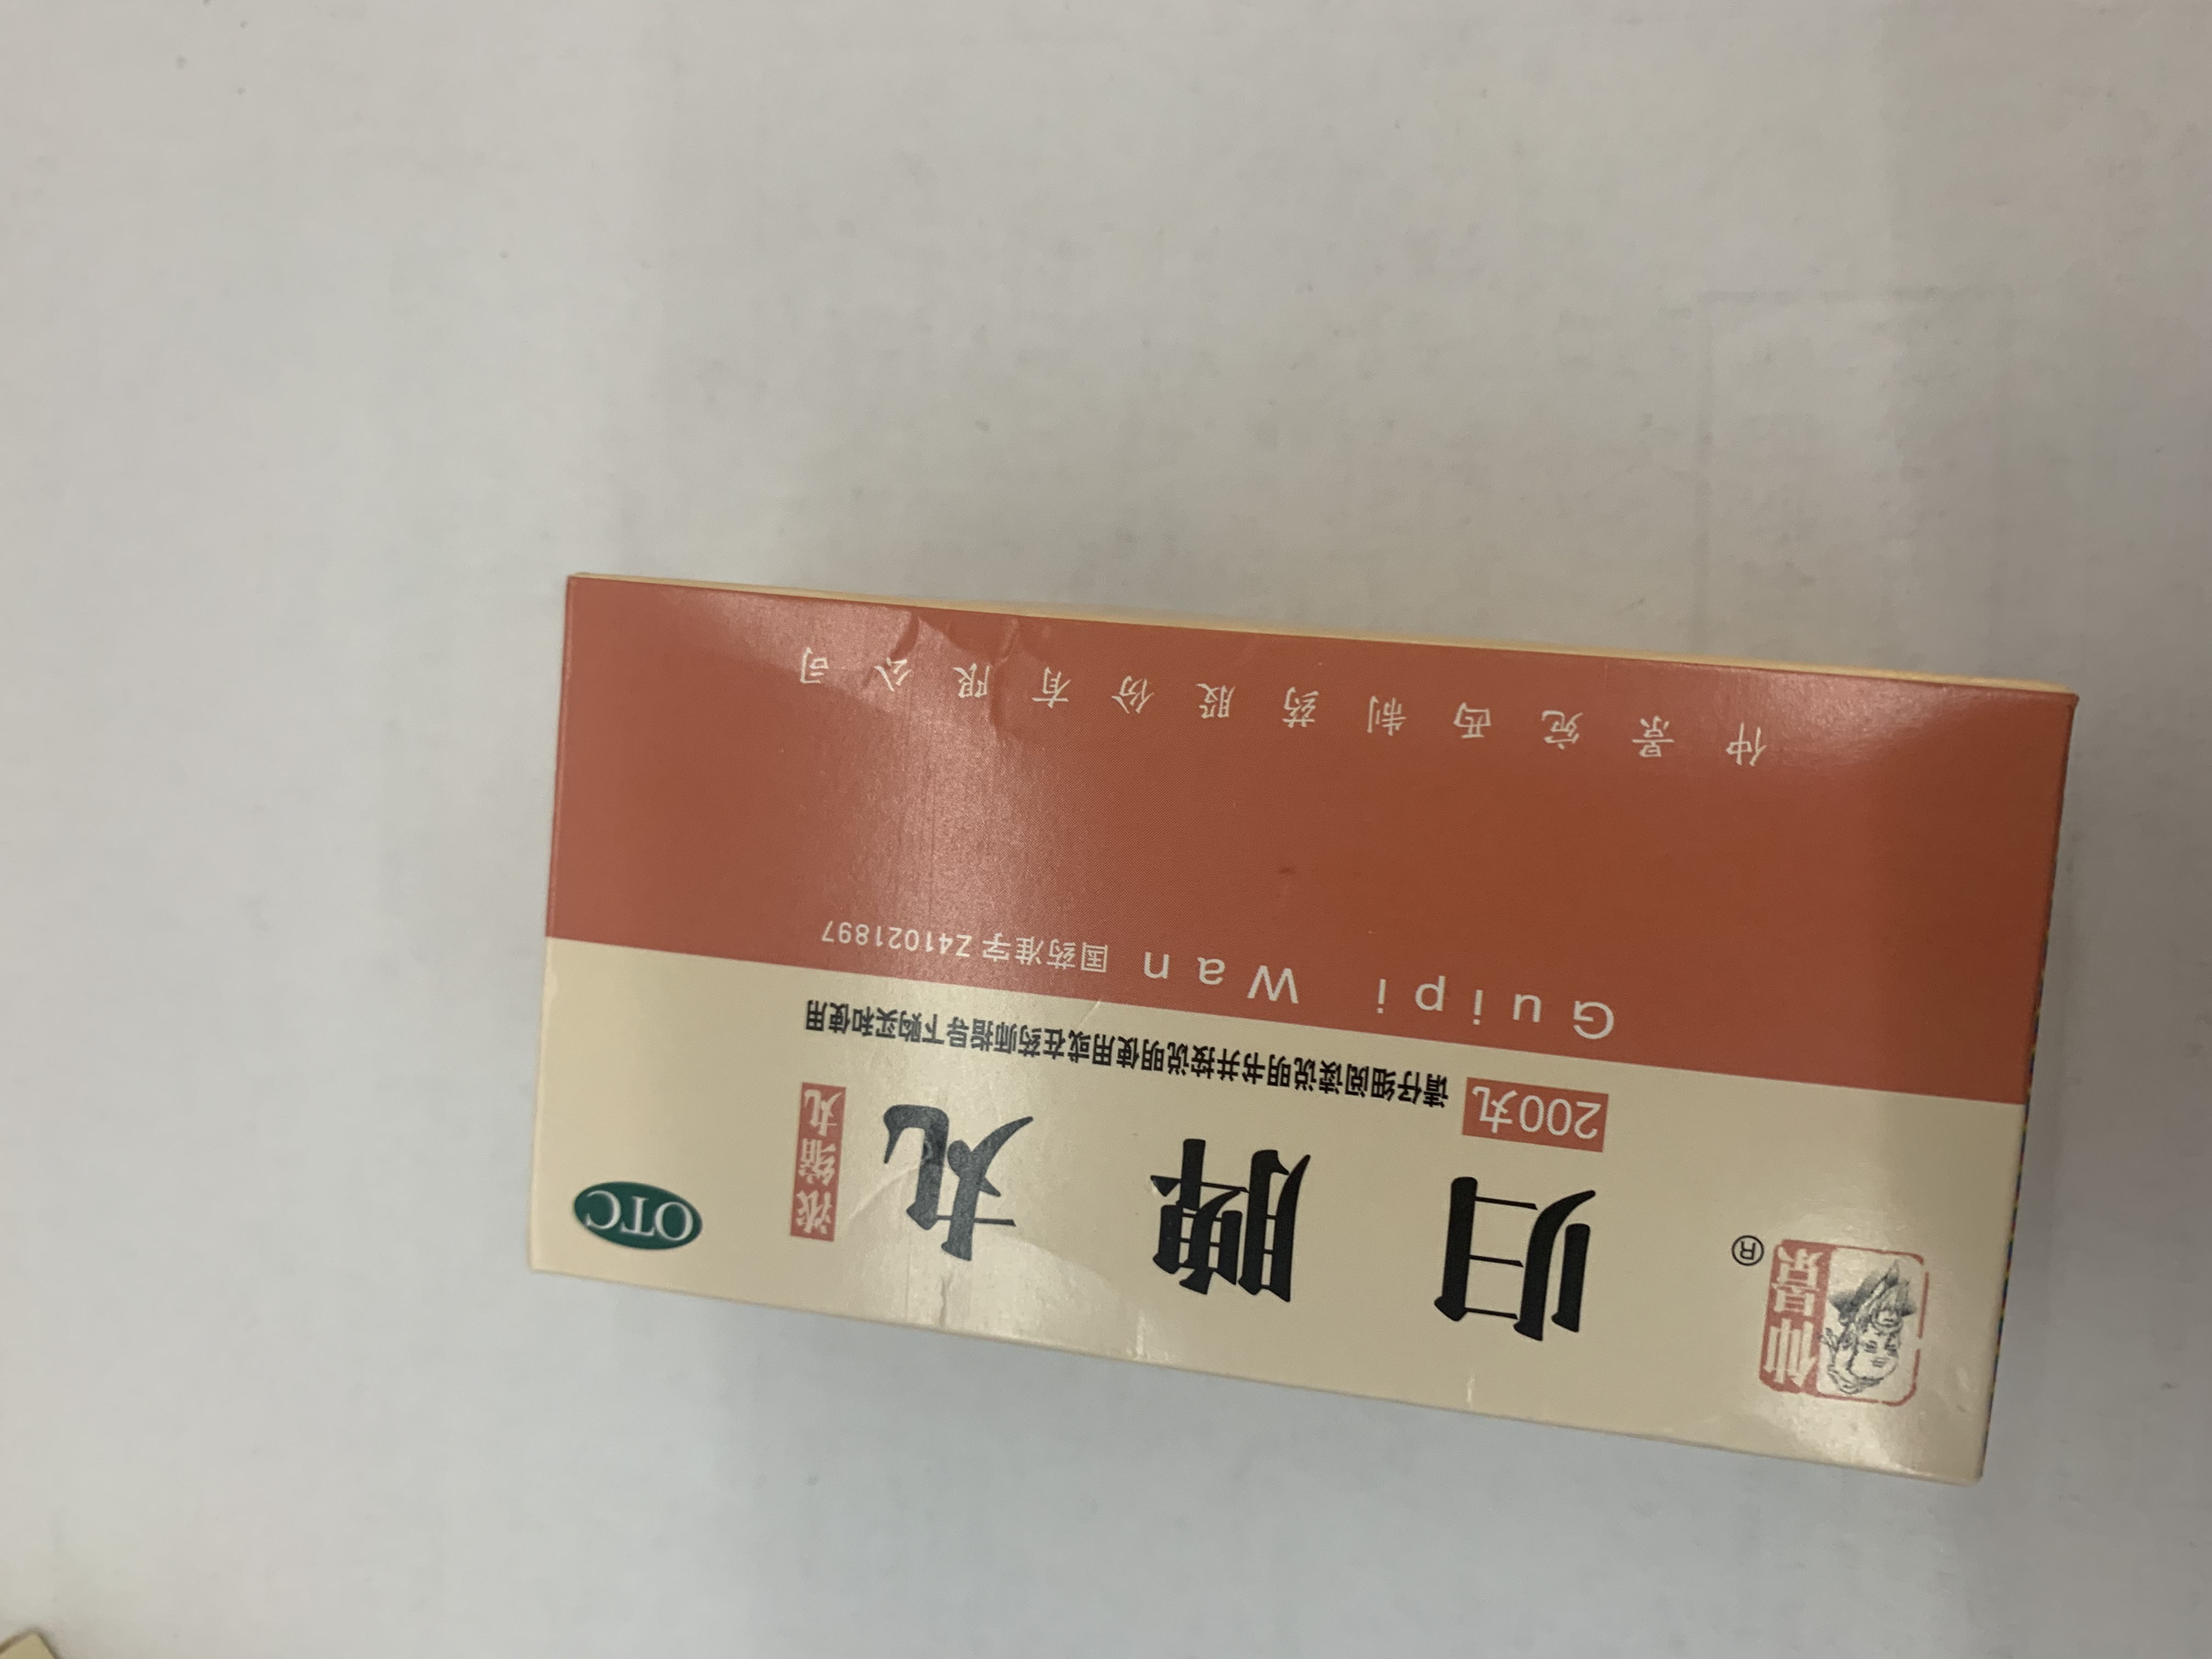 仲景
®
归脾丸
浓缩丸
OTC
200丸
请仔细阅读说明书并按说明使用或在药师指导下购买和使用
Guipi Wan 国药准字Z41021897
仲景宛西制药股份有限公司